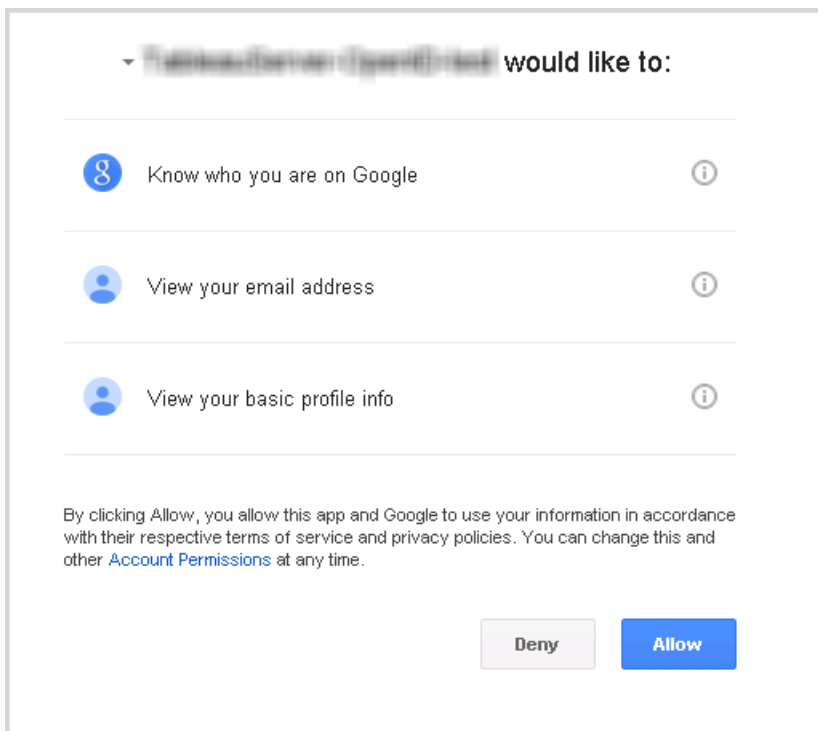 would like to:
Know who you are on Google
View your email address
View your basic profile info
By clicking Allow, you allow this app and Google to use your information in accordance
with their respective terms of service and privacy policies. You can change this and
other Account Permissions at any time.
Deny Allow